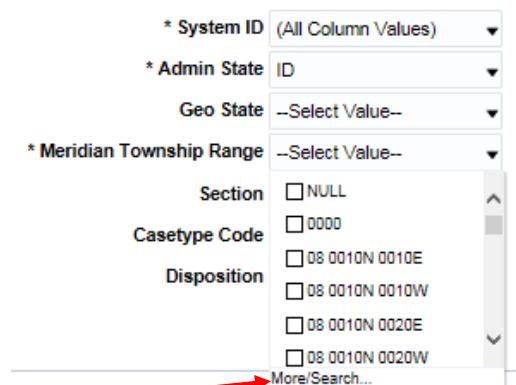 * System ID (All Column Values)
* Admin State ID
Geo State --Select Value--
* Meridian Township Range --Select Value--
Section NULL
0000
Casetype Code
08 0010N 0010E
Disposition
08 0010N 0010W
08 0010N 0020E
08 0010N 0020W
More/Search...